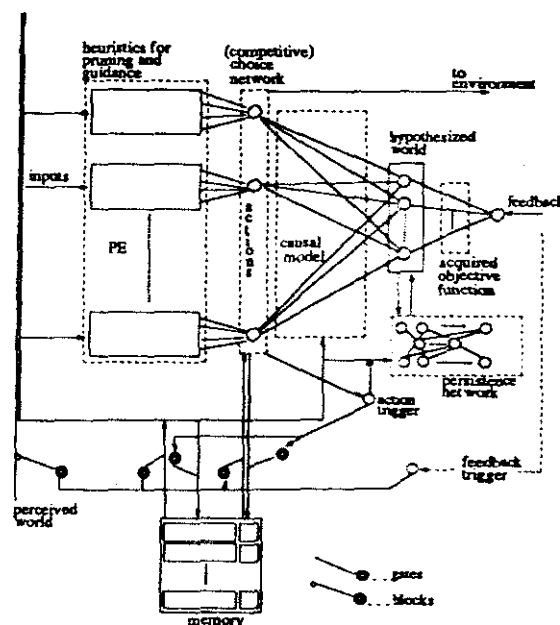 heuristics for
pruning and
guidance
(competitive)
choice
network
to
environment
hypothesized
world
inputs
feedback
PE
actions
causal
model
acquired
objective
function
persistence
network
action
trigger
feedback
trigger
perceived
world
gates
blocks
memory